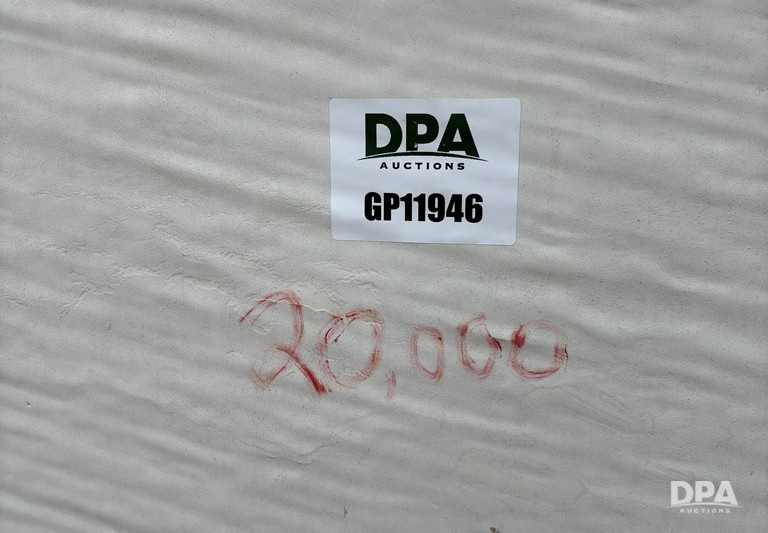 DPA
AUCTIONS
GP11946
20,000
DPA
AUCTIONS